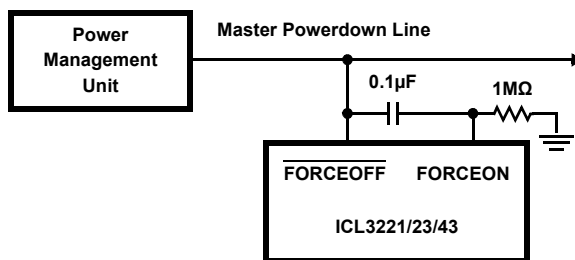 Power
Management
Unit
Master Powerdown Line
0.1µF
1MΩ
FORCEOFF FORCEON
ICL3221/23/43